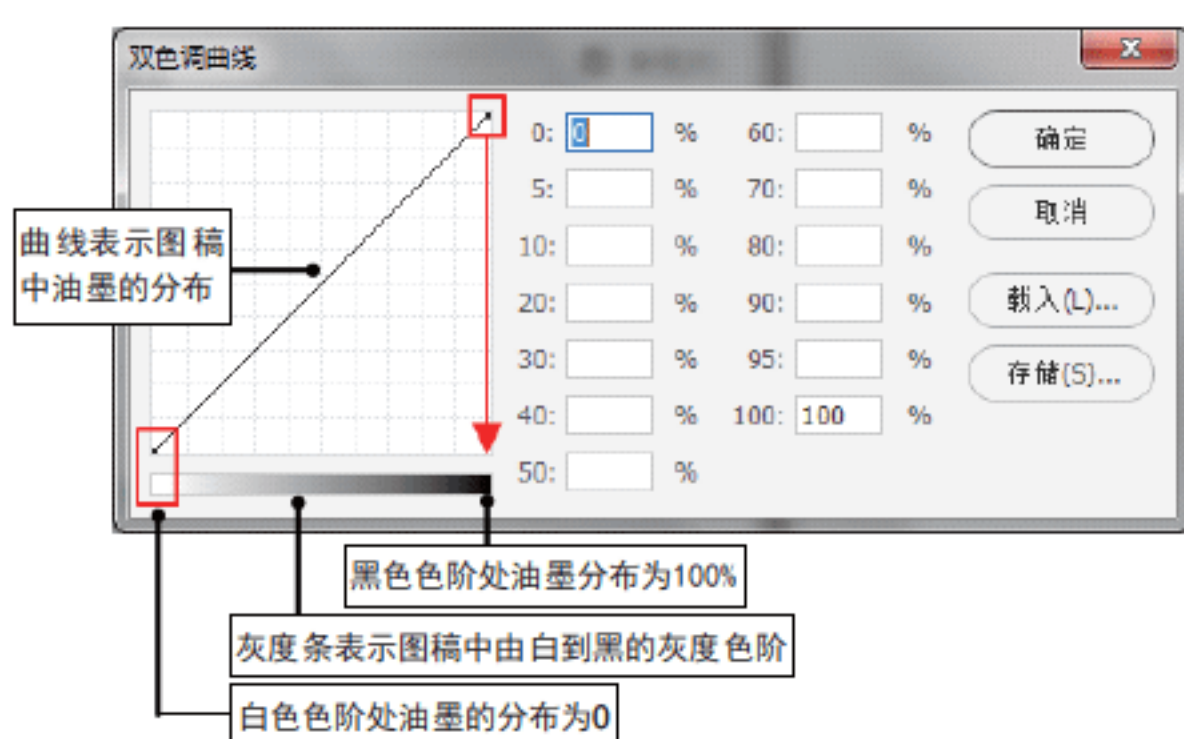 双色调曲线
0: 0 % 60: % 确定
5: % 70: % 取消
曲线表示图稿
中油墨的分布
10: % 80: %
20: % 90: % 载入(L)...
30: % 95: % 存储(S)...
40: % 100: 100 %
50: %
黑色色阶处油墨分布为100%
灰度条表示图稿中由白到黑的灰度色阶
白色色阶处油墨的分布为0